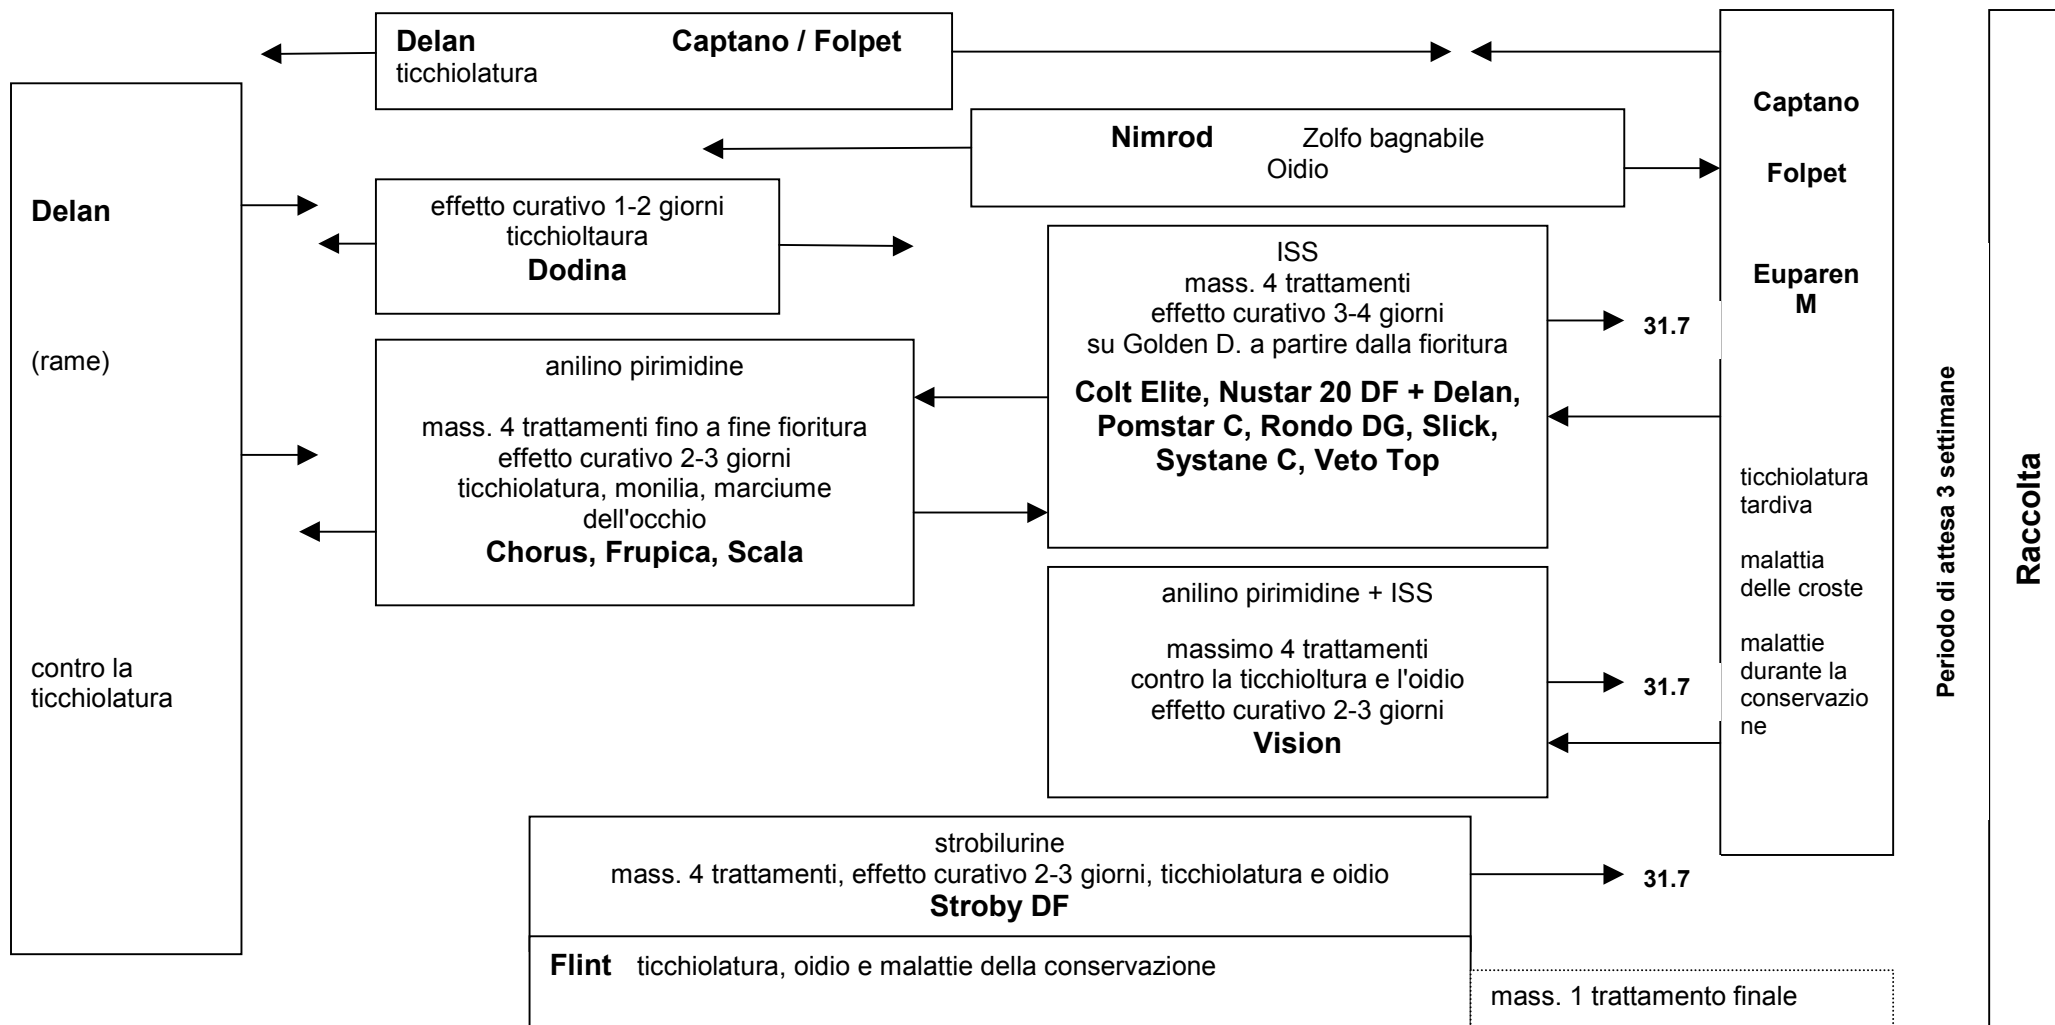 Delan Captano / Folpet
ticchiolatura
Delan
(rame)
contro la
ticchiolatura
Nimrod Zolfo bagnabile
Oidio
effetto curativo 1-2 giorni
ticchioltaura
Dodina
anilino pirimidine
mass. 4 trattamenti fino a fine fioritura
effetto curativo 2-3 giorni
ticchiolatura, monilia, marciume
dell'occhio
Chorus, Frupica, Scala
ISS
mass. 4 trattamenti
effetto curativo 3-4 giorni
su Golden D. a partire dalla fioritura
Colt Elite, Nustar 20 DF + Delan,
Pomstar C, Rondo DG, Slick,
Systane C, Veto Top
31.7
anilino pirimidine + ISS
massimo 4 trattamenti
contro la ticchioltura e l'oidio
effetto curativo 2-3 giorni
Vision
31.7
strobilurine
mass. 4 trattamenti, effetto curativo 2-3 giorni, ticchiolatura e oidio
Stroby DF
31.7
Flint ticchiolatura, oidio e malattie della conservazione
mass. 1 trattamento finale
Captano
Folpet
Euparen
M
ticchiolatura
tardiva
malattia
delle croste
malattie
durante la
conservazio
ne
Periodo di attesa 3 settimane
Raccolta